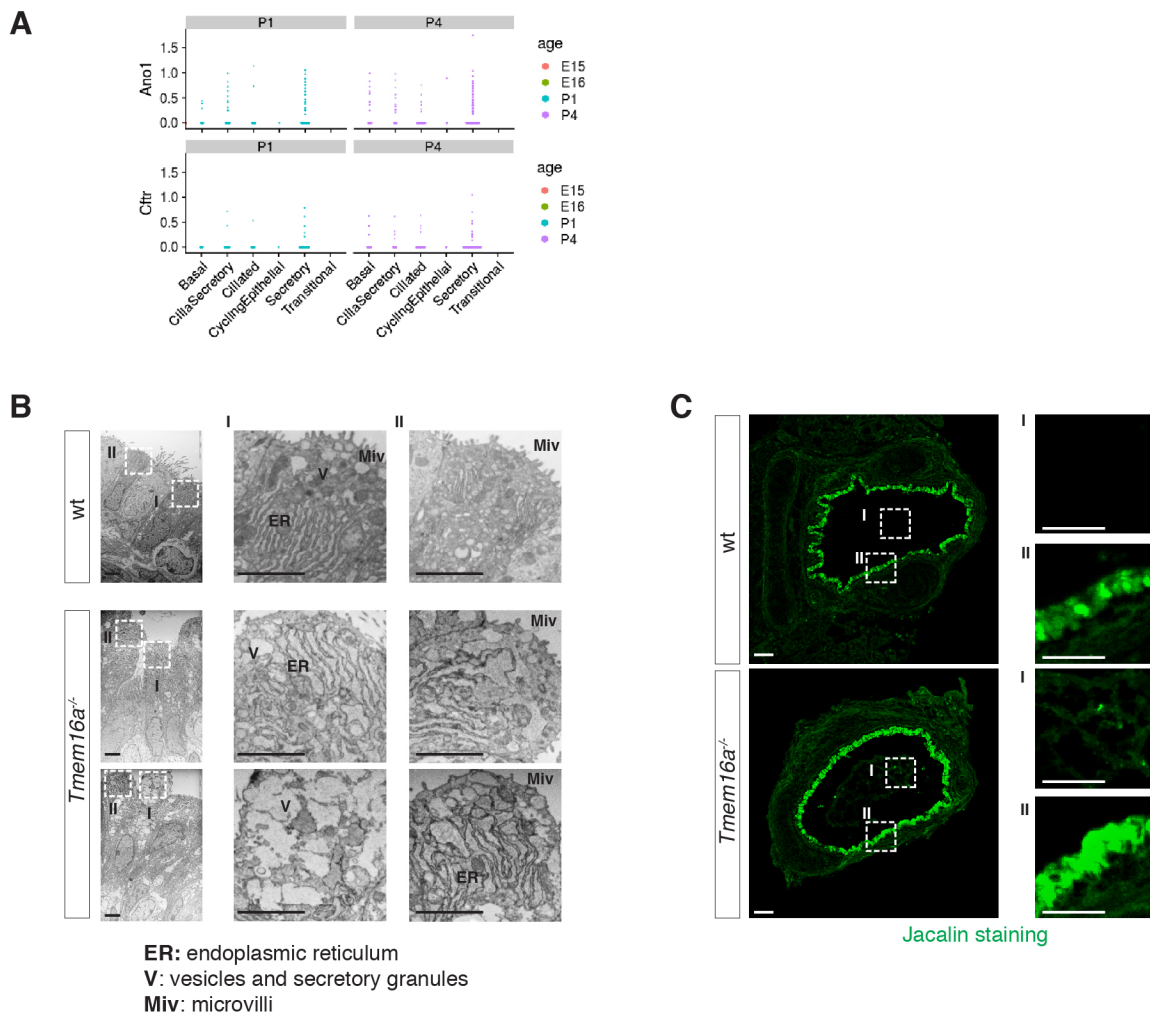 A
P1
P4
Ano1
1.5
1.0
0.5
0.0
age
E15
E16
P1
P4
P1
P4
Cftr
1.5
1.0
0.5
0.0
age
E15
E16
P1
P4
Basal
CiliaSecretory
Ciliated
CyclingEpithelial
Secretory
Transitional
Basal
CiliaSecretory
Ciliated
CyclingEpithelial
Secretory
Transitional
B
I
II
wt
II
I
V
Miv
ER
Miv
Tmem16a-/-
II
I
V
ER
Miv
II
I
V
Miv
ER
ER: endoplasmic reticulum
V: vesicles and secretory granules
Miv: microvilli
C
wt
I
II
I
II
Tmem16a-/-
I
II
I
II
Jacalin staining